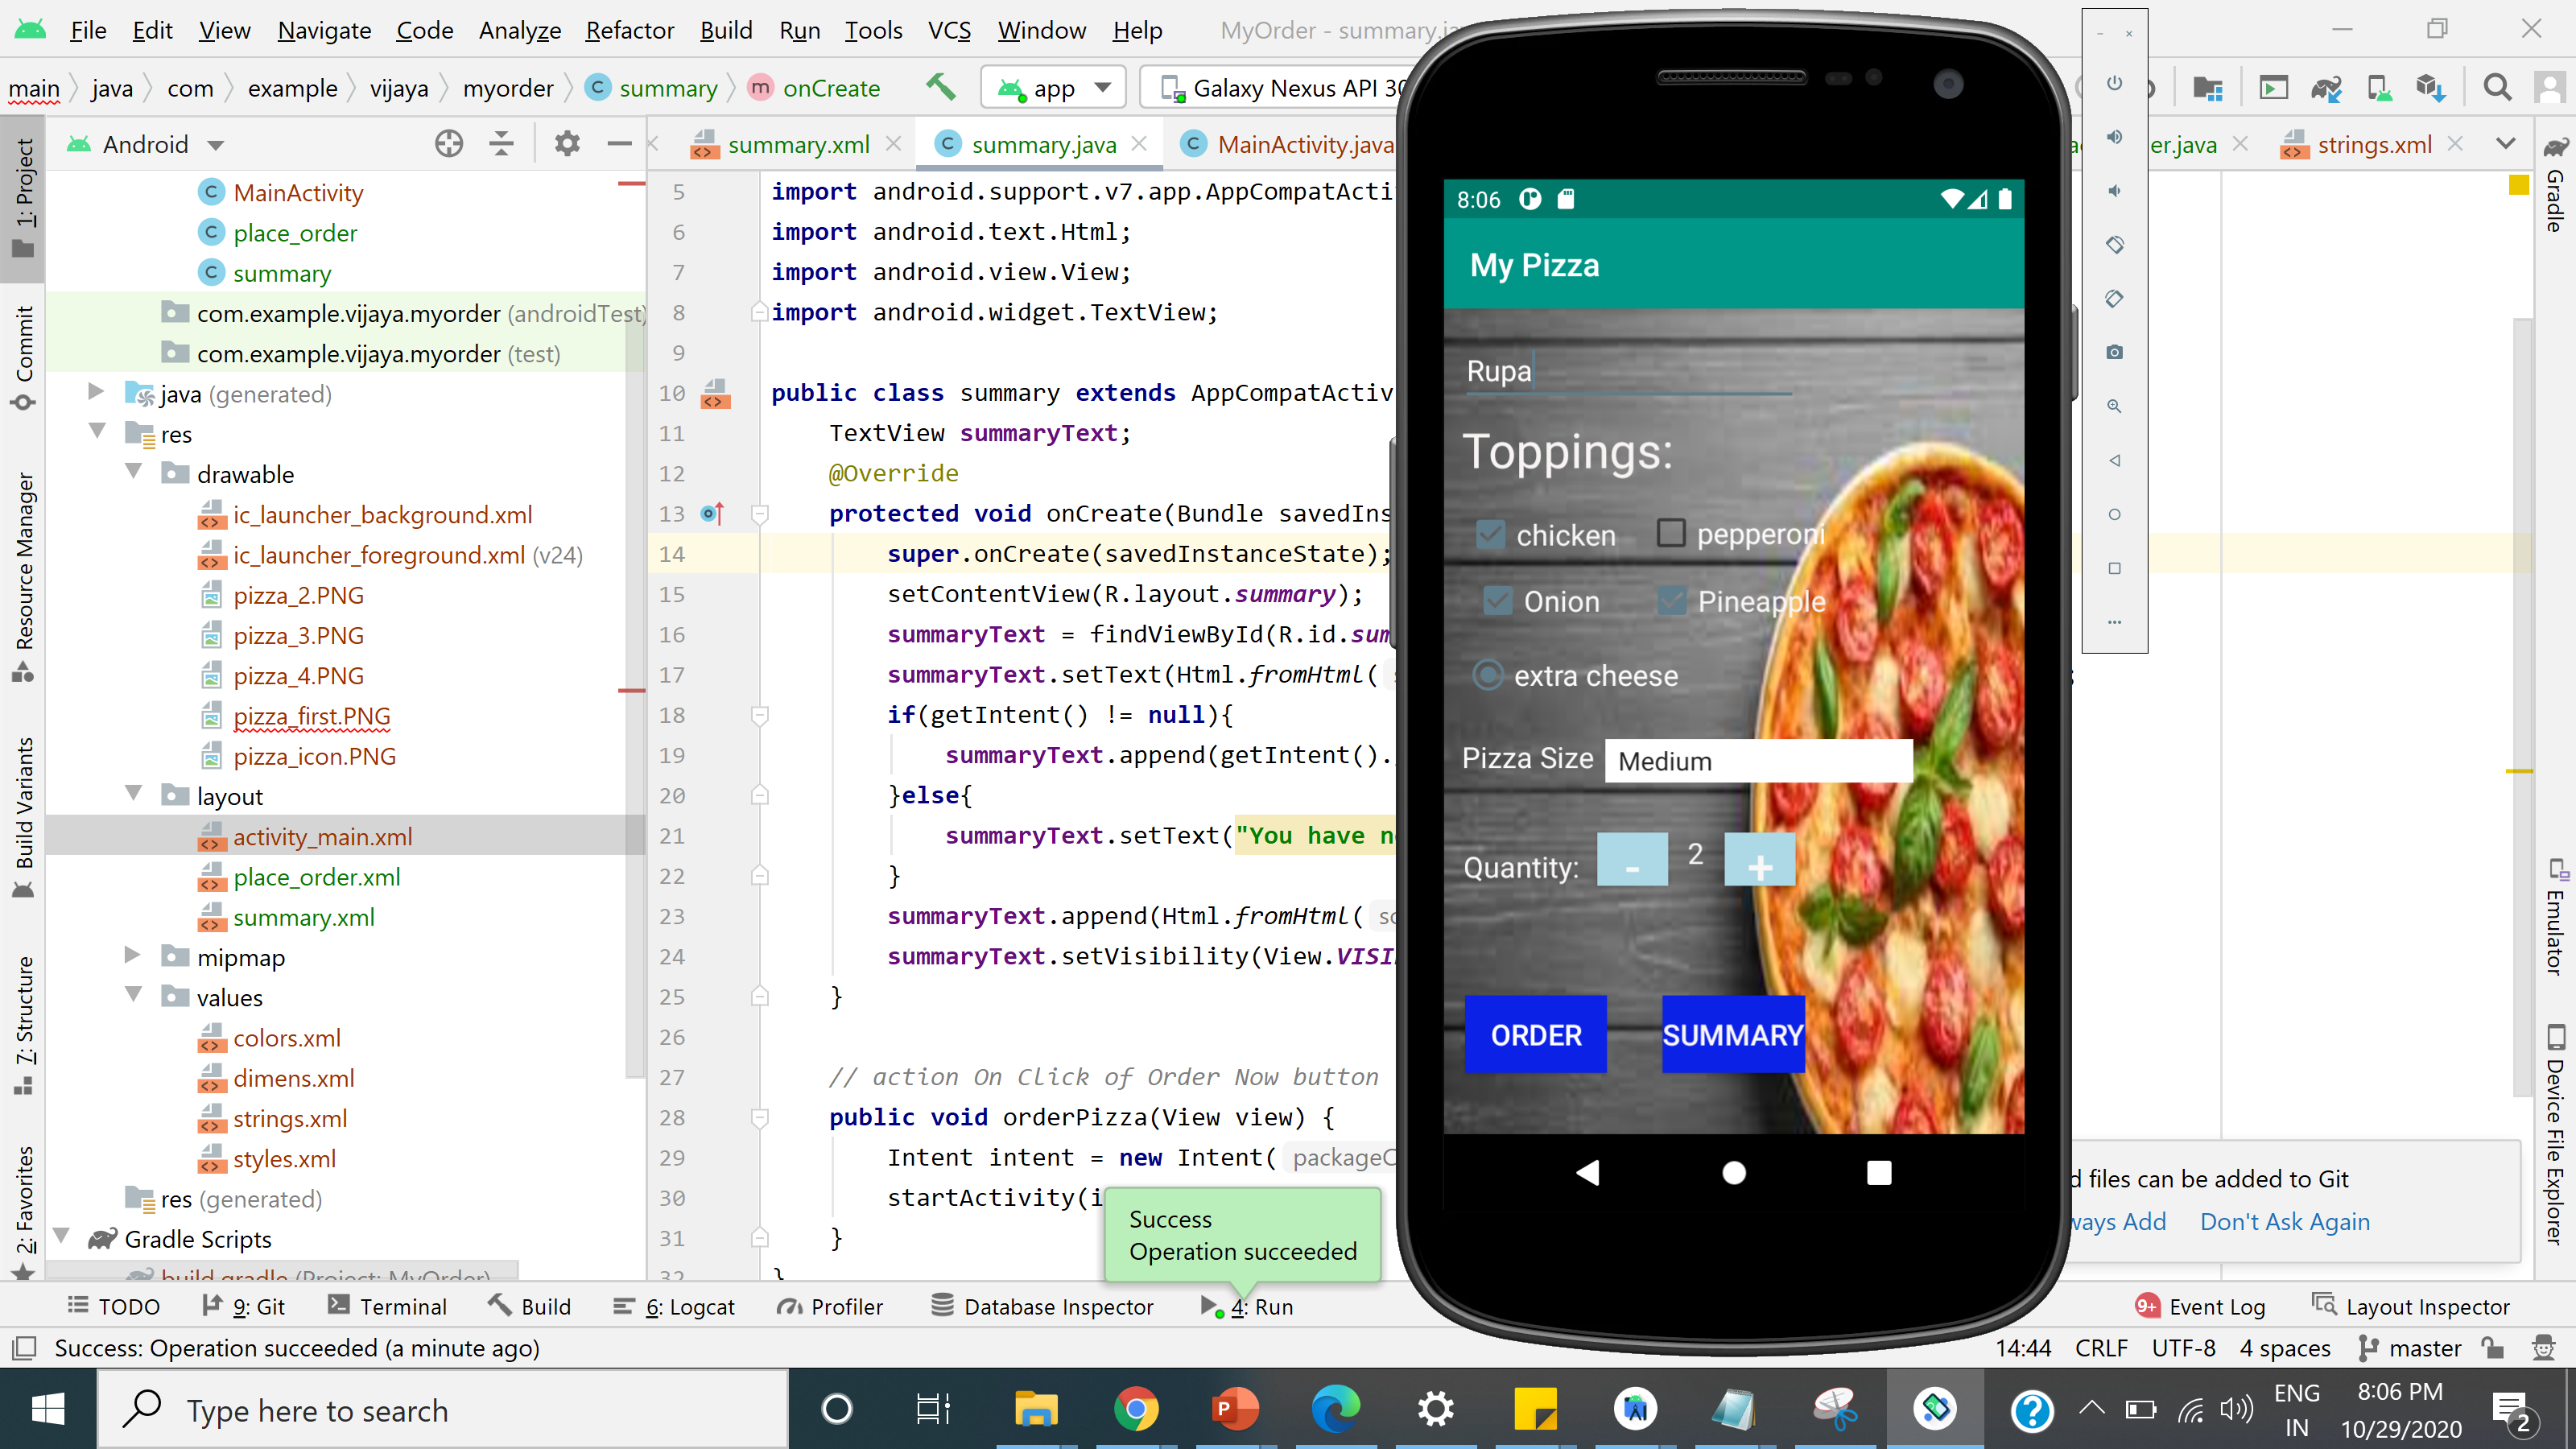 File Edit View Navigate Code Analyze Refactor Build Run Tools VCS Window Help MyOrder - summary.ja
main java com example vijaya myorder summary onCreate app Galaxy Nexus API 30
Android
summary.xml summary.java MainActivity.java er.java strings.xml
1: Project
Commit
Resource Manager
Build Variants
7: Structure
2: Favorites
MainActivity
place_order
summary
com.example.vijaya.myorder (androidTest)
com.example.vijaya.myorder (test)
java (generated)
res
drawable
ic_launcher_background.xml
ic_launcher_foreground.xml (v24)
pizza_2.PNG
pizza_3.PNG
pizza_4.PNG
pizza_first.PNG
pizza_icon.PNG
layout
activity_main.xml
place_order.xml
summary.xml
mipmap
values
colors.xml
dimens.xml
strings.xml
styles.xml
res (generated)
Gradle Scripts
build.gradle (Project: MyOrder)
5 import android.support.v7.app.AppCompatActi
6 import android.text.Html;
7 import android.view.View;
8 import android.widget.TextView;
9
10 public class summary extends AppCompatActiv
11 TextView summaryText;
12 @Override
13 protected void onCreate(Bundle savedIns
14 super.onCreate(savedInstanceState);
15 setContentView(R.layout.summary);
16 summaryText = findViewById(R.id.sum
17 summaryText.setText(Html.fromHtml(
18 if(getIntent() != null){
19 summaryText.append(getIntent().
20 }else{
21 summaryText.setText("You have n
22 }
23 summaryText.append(Html.fromHtml( so
24 summaryText.setVisibility(View.VISI
25 }
26
27 // action On Click of Order Now button
28 public void orderPizza(View view) {
29 Intent intent = new Intent( packageC
30 startActivity(i
31 }
32 }
Success
Operation succeeded
8:06
My Pizza
Rupa
Toppings:
chicken pepperoni
Onion Pineapple
extra cheese
Pizza Size Medium
Quantity: - 2 +
ORDER SUMMARY
Gradle
Emulator
Device File Explorer
d files can be added to Git
ways Add Don't Ask Again
TODO 9: Git Terminal Build 6: Logcat Profiler Database Inspector 4: Run 9+ Event Log Layout Inspector
Success: Operation succeeded (a minute ago) 14:44 CRLF UTF-8 4 spaces master
Type here to search
ENG
IN
8:06 PM
10/29/2020
2